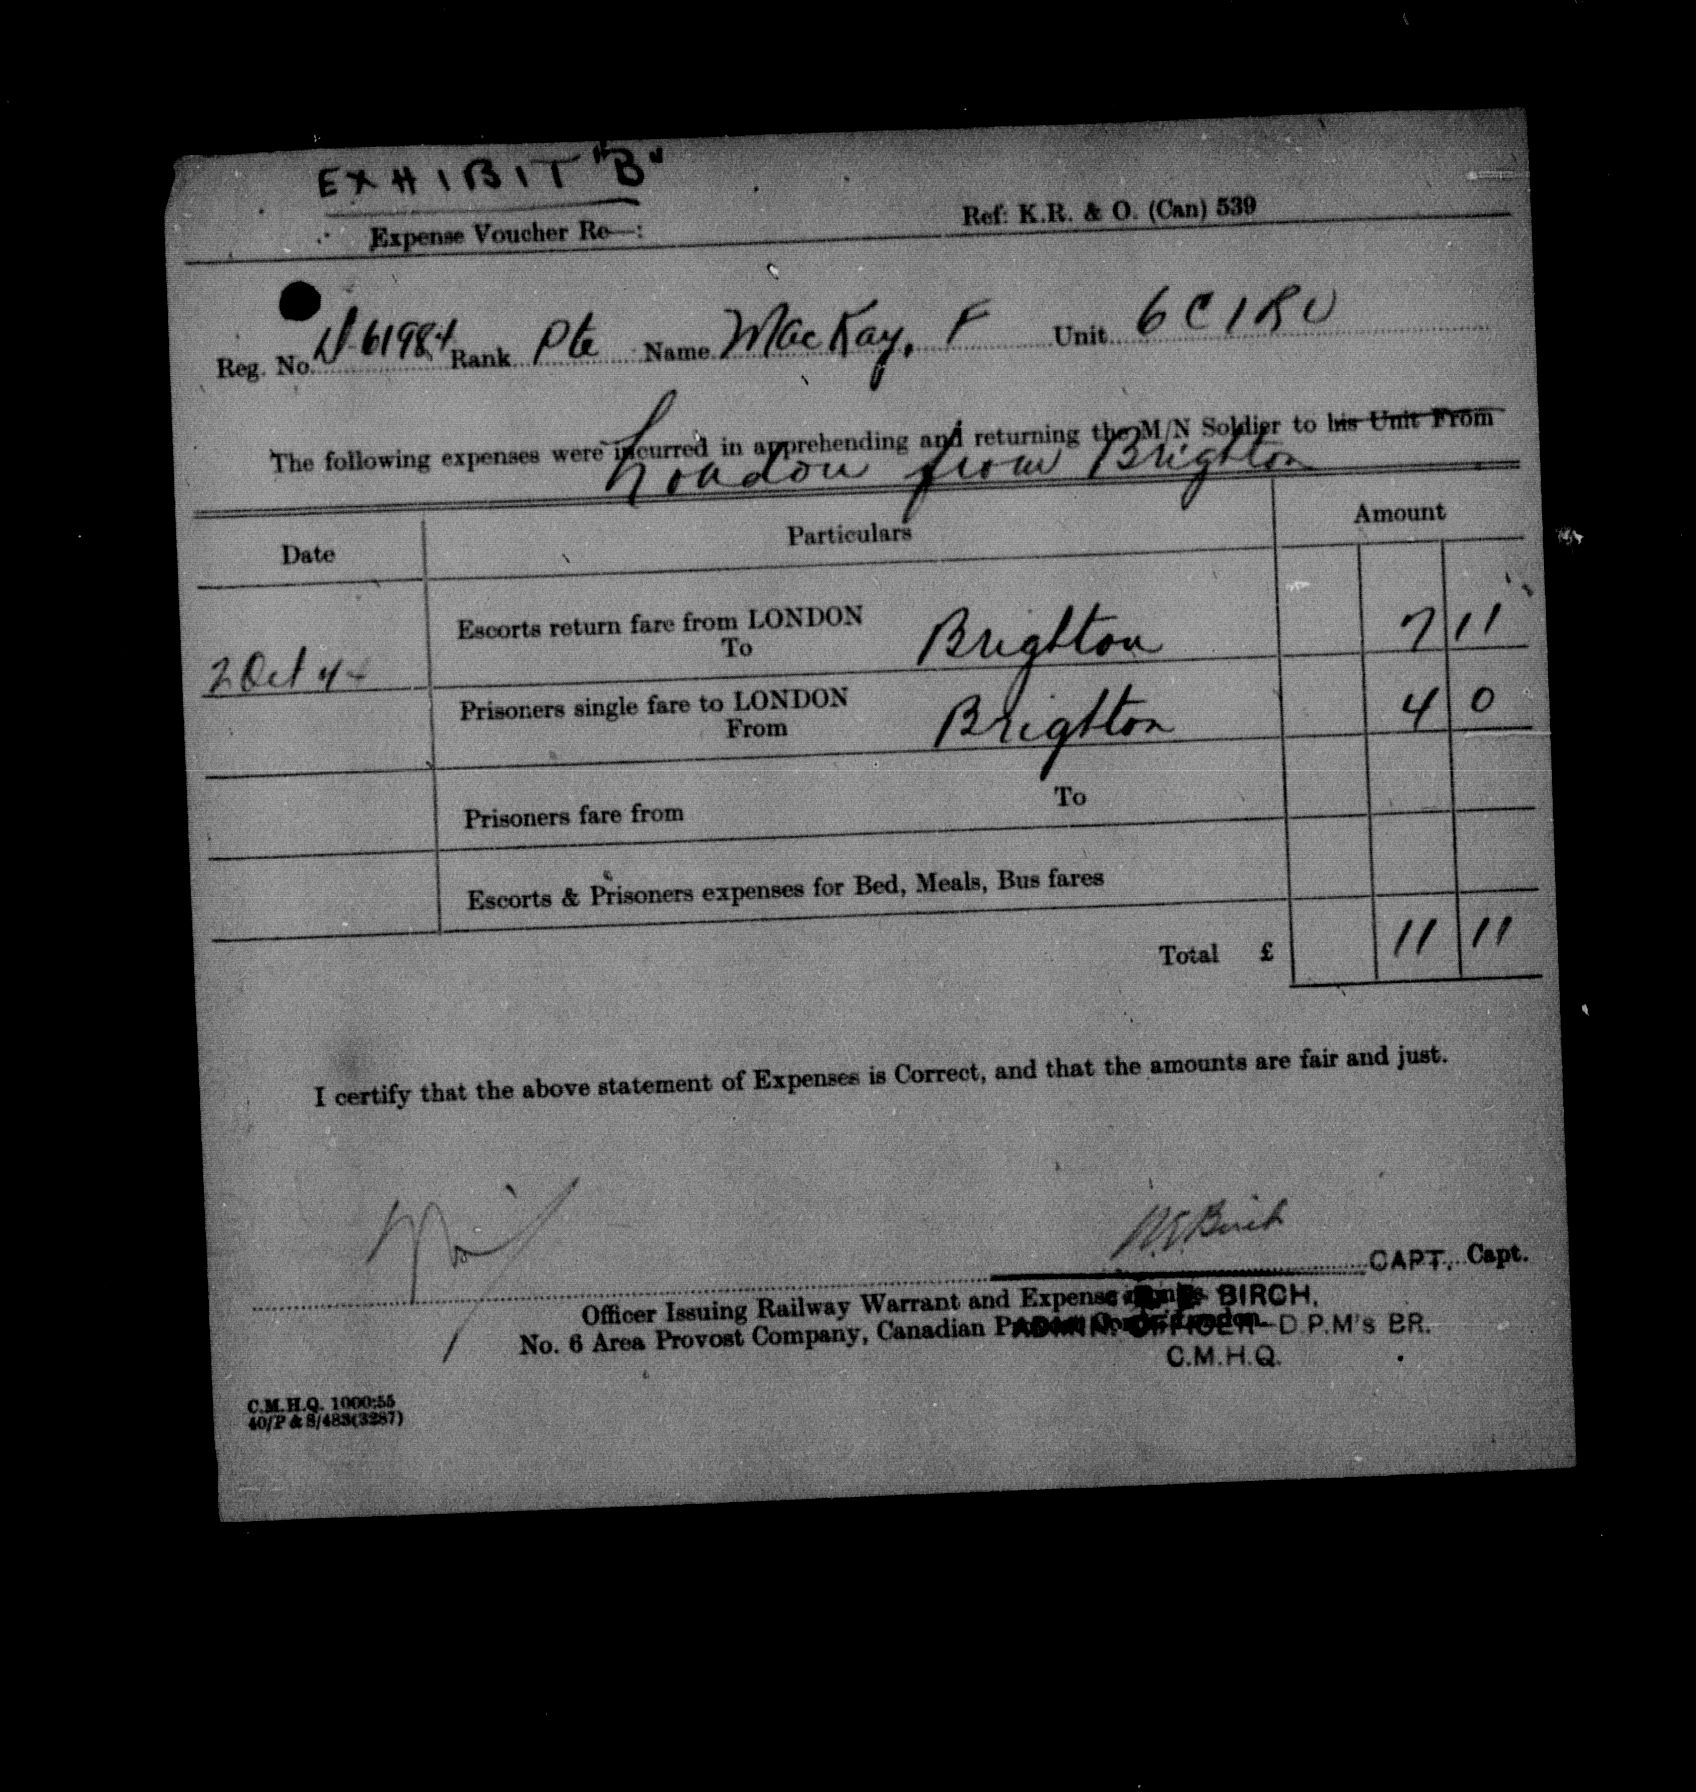 EXHIBIT "B"
Expense Voucher Re—: Ref: K.R. & O. (Can) 539
Reg. No. 61984 Rank Pte Name MacKay, F Unit 6 CIRU
The following expenses were incurred in apprehending and returning the M/N Soldier to his Unit From
London from Brighton
Date Particulars Amount
Escorts return fare from LONDON
To Brighton 7 11
2 Oct 44
Prisoners single fare to LONDON
From Brighton 4 0
Prisoners fare from To
Escorts & Prisoners expenses for Bed, Meals, Bus fares
Total £ 11 11
I certify that the above statement of Expenses is Correct, and that the amounts are fair and just.
Birch
CAPT. Capt.
Officer Issuing Railway Warrant and Expense BIRCH,
No. 6 Area Provost Company, Canadian ADMIN. OFFICER—D.P.M's BR.
C.M.H.Q.
C.M.H.Q. 1000:55
40/P & S/483(3287)